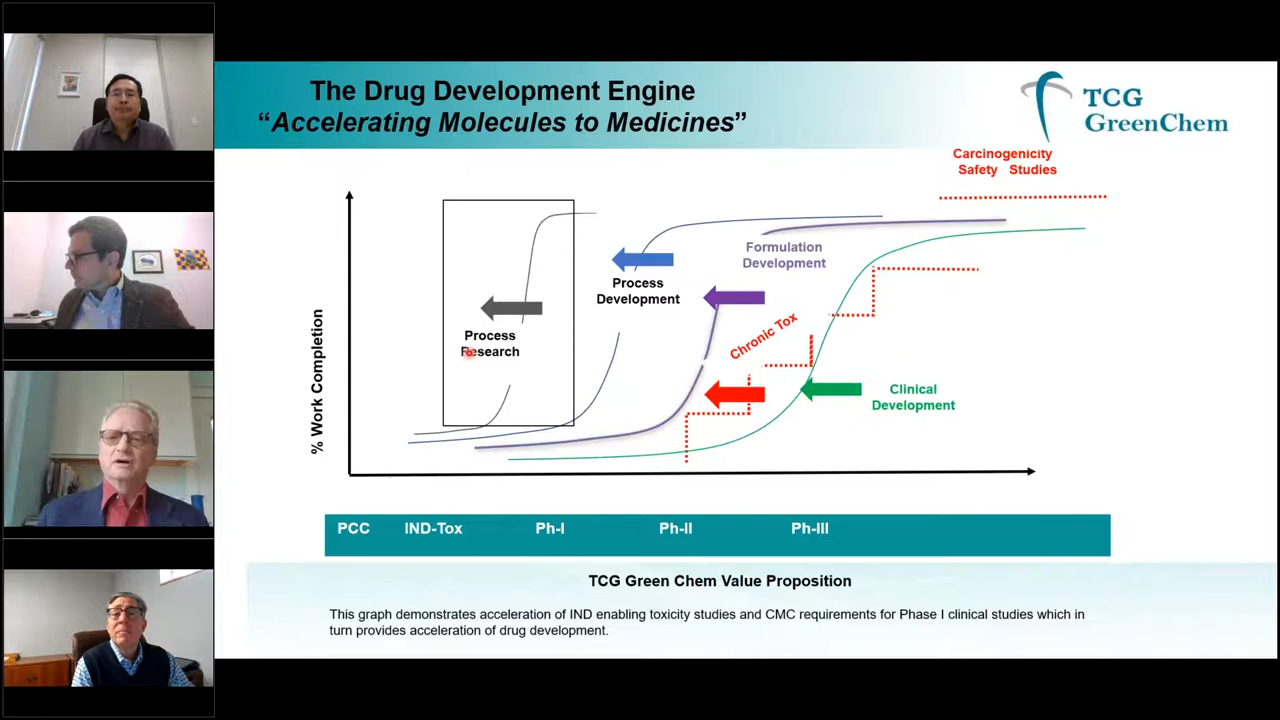 The Drug Development Engine
“Accelerating Molecules to Medicines”
TCG
GreenChem
Carcinogenicity
Safety Studies
Formulation
Development
Process
Development
Process
Research
Chronic Tox
Clinical
Development
% Work Completion
PCC IND-Tox Ph-I Ph-II Ph-III
TCG Green Chem Value Proposition
This graph demonstrates acceleration of IND enabling toxicity studies and CMC requirements for Phase I clinical studies which in
turn provides acceleration of drug development.